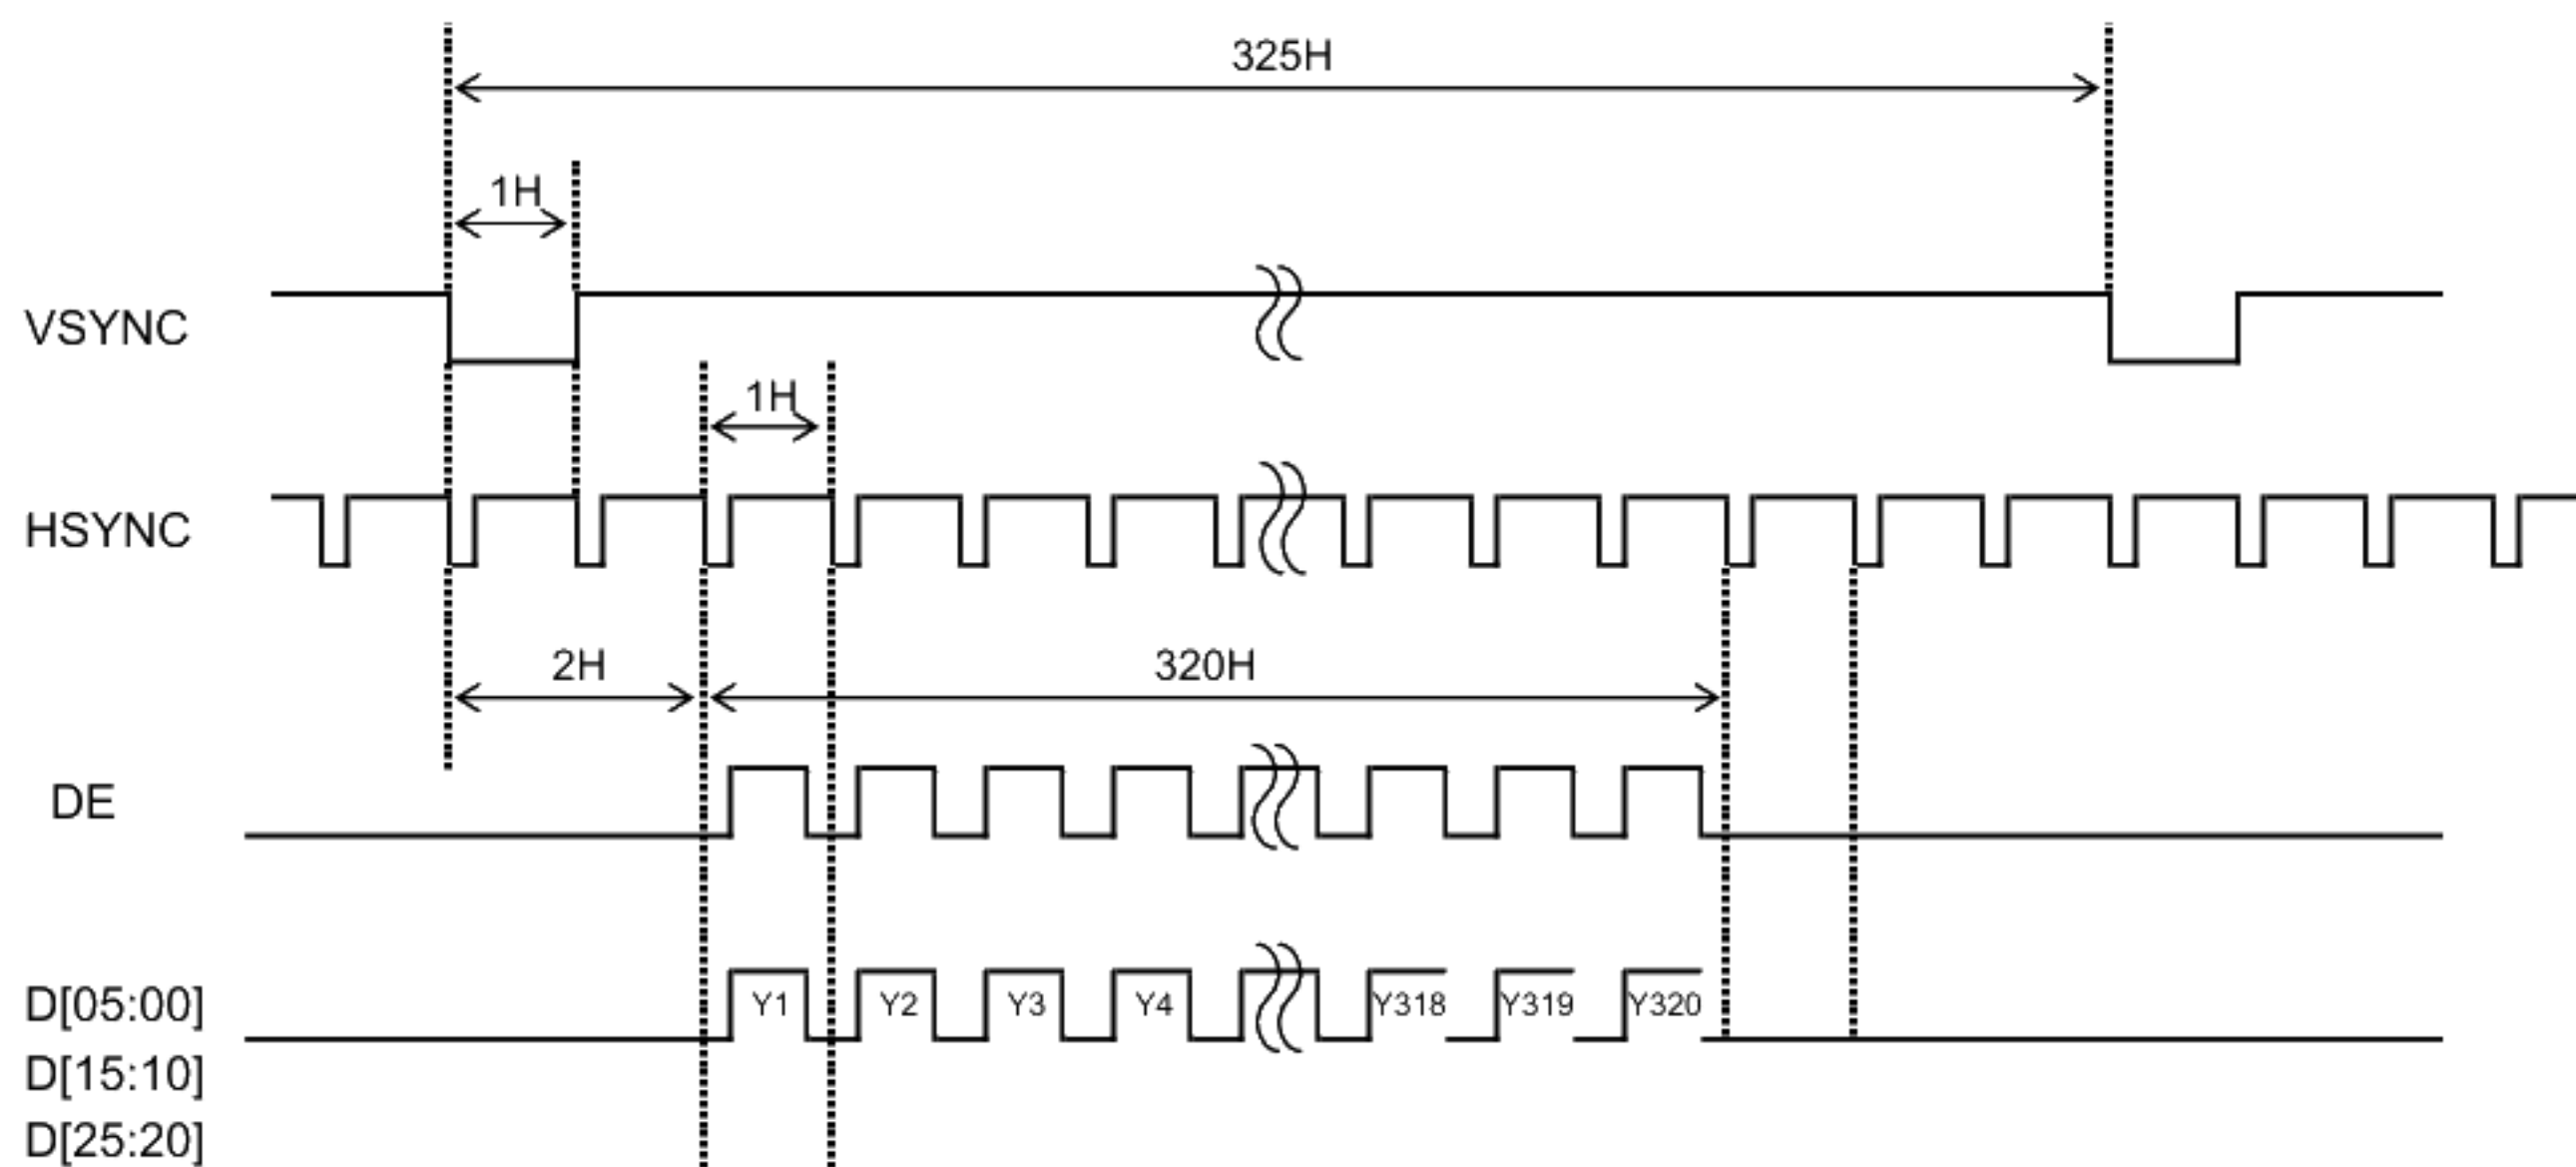 325H
1H
VSYNC
1H
HSYNC
2H 320H
DE
D[05:00] Y1 Y2 Y3 Y4 Y318 Y319 Y320
D[15:10]
D[25:20]